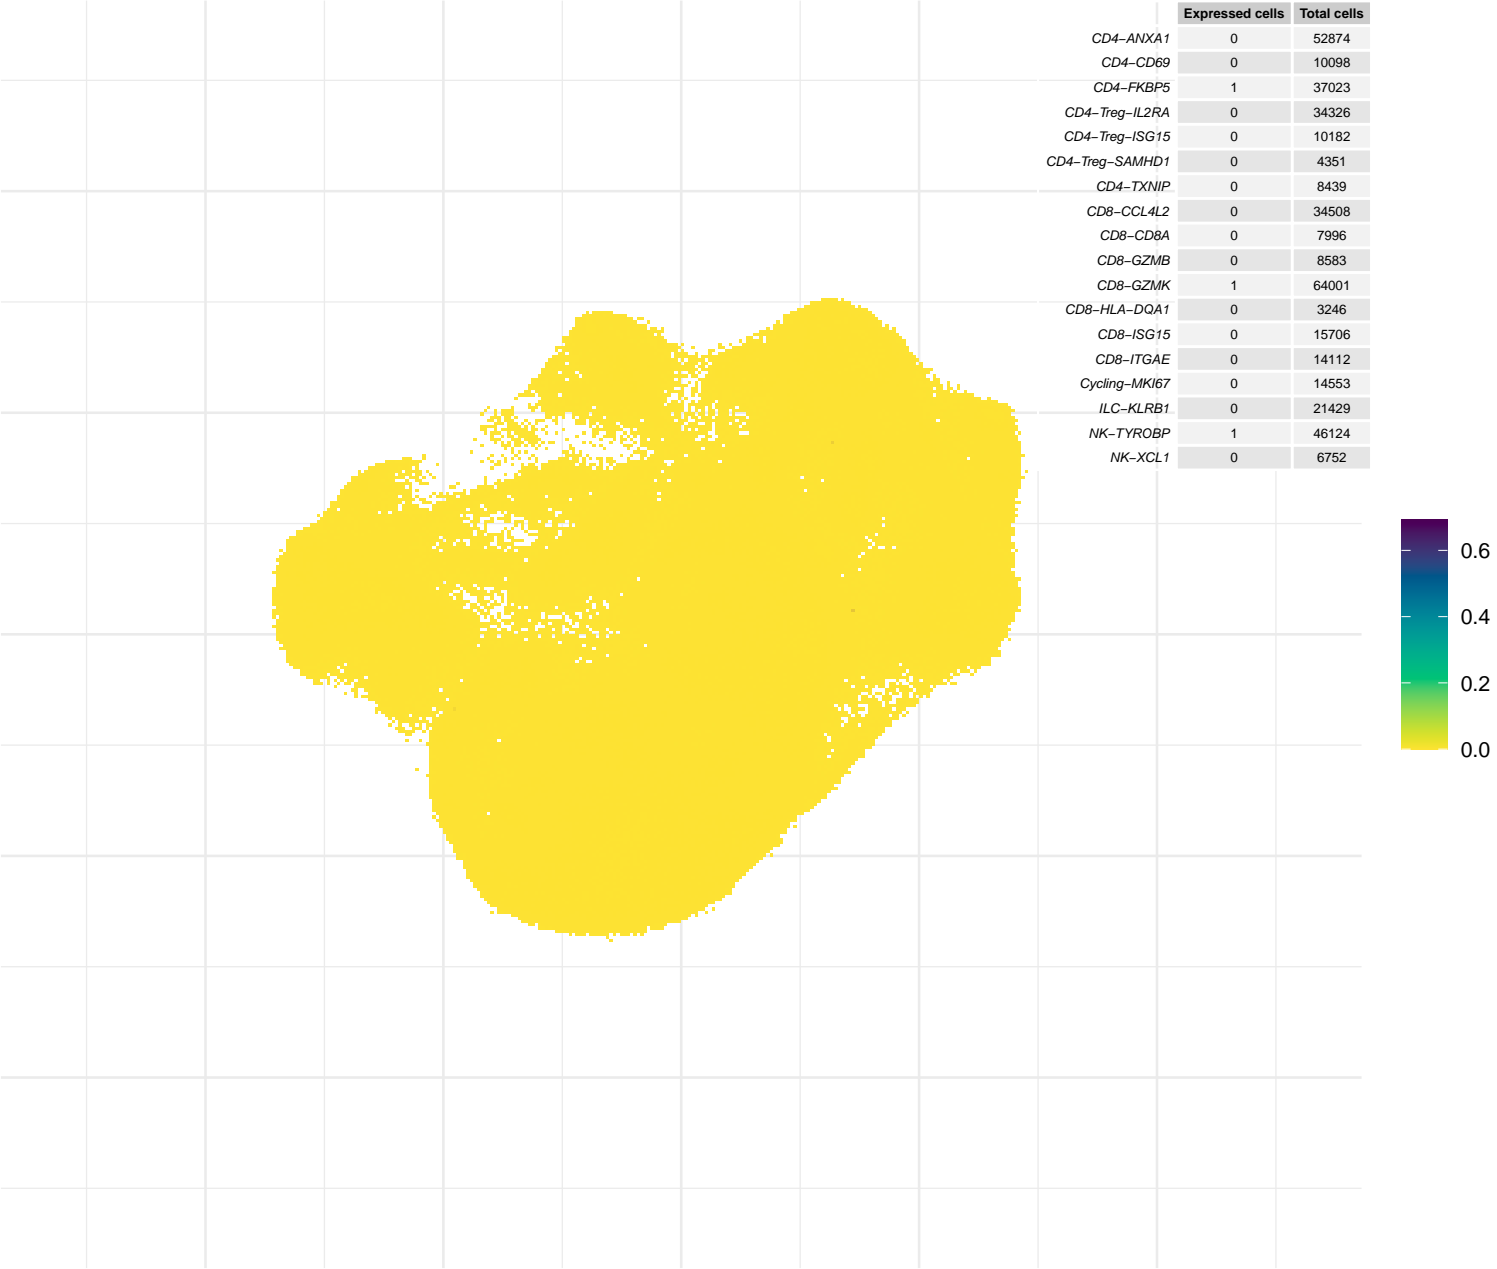 Expressed cells Total cells
CD4−ANXA1 0 52874
CD4−CD69 0 10098
CD4−FKBP5 1 37023
CD4−Treg−IL2RA 0 34326
CD4−Treg−ISG15 0 10182
CD4−Treg−SAMHD1 0 4351
CD4−TXNIP 0 8439
CD8−CCL4L2 0 34508
CD8−CD8A 0 7996
CD8−GZMB 0 8583
CD8−GZMK 1 64001
CD8−HLA−DQA1 0 3246
CD8−ISG15 0 15706
CD8−ITGAE 0 14112
Cycling−MKI67 0 14553
ILC−KLRB1 0 21429
NK−TYROBP 1 46124
NK−XCL1 0 6752
0.6
0.4
0.2
0.0